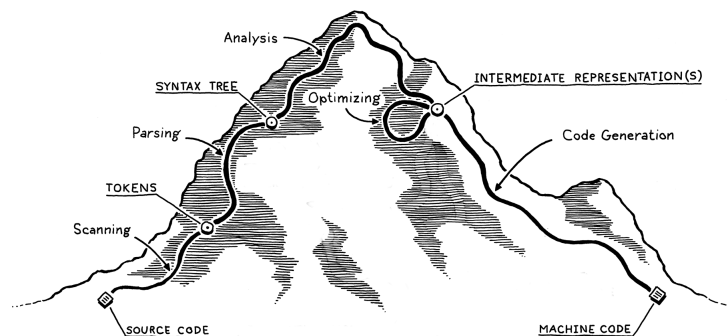 Analysis
INTERMEDIATE REPRESENTATION(S)
SYNTAX TREE
Optimizing
Parsing
Code Generation
TOKENS
Scanning
SOURCE CODE
MACHINE CODE